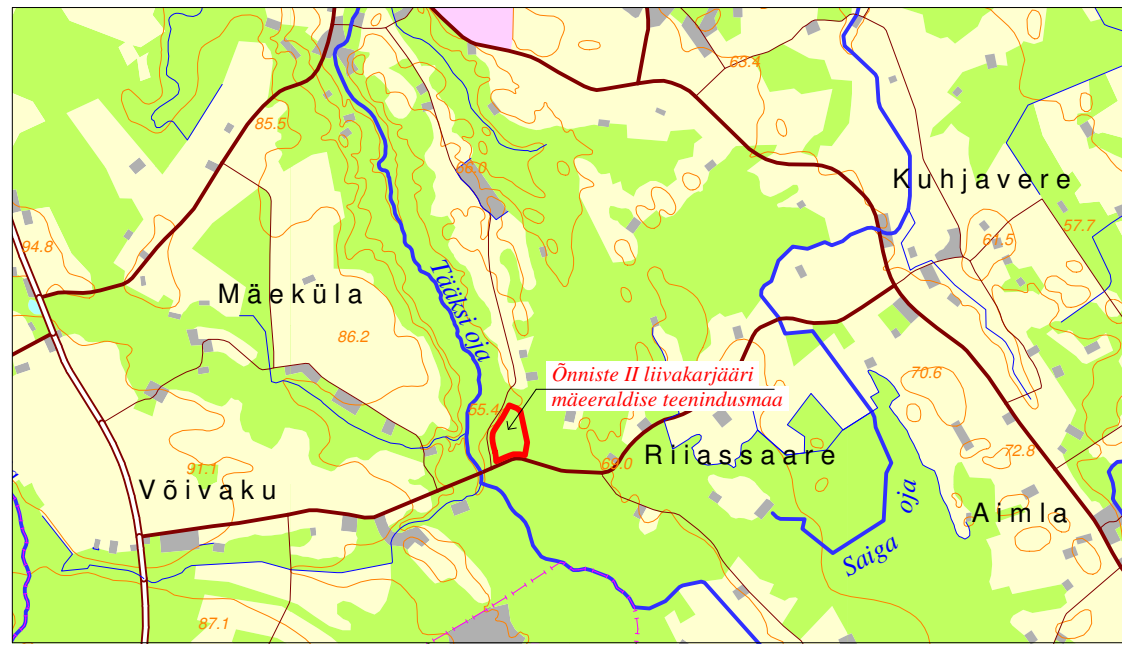 63.4
85.5
66.0
Kuhjavere
57.7
61.5
94.8
Mäeküla
Tääksi oja
86.2
Õnniste II liivakarjääri
mäeeraldise teenindusmaa
70.6
55.4
Riiassaare
69.0
72.8
91.1
Võivaku
oja
Aimla
Saiga
87.1